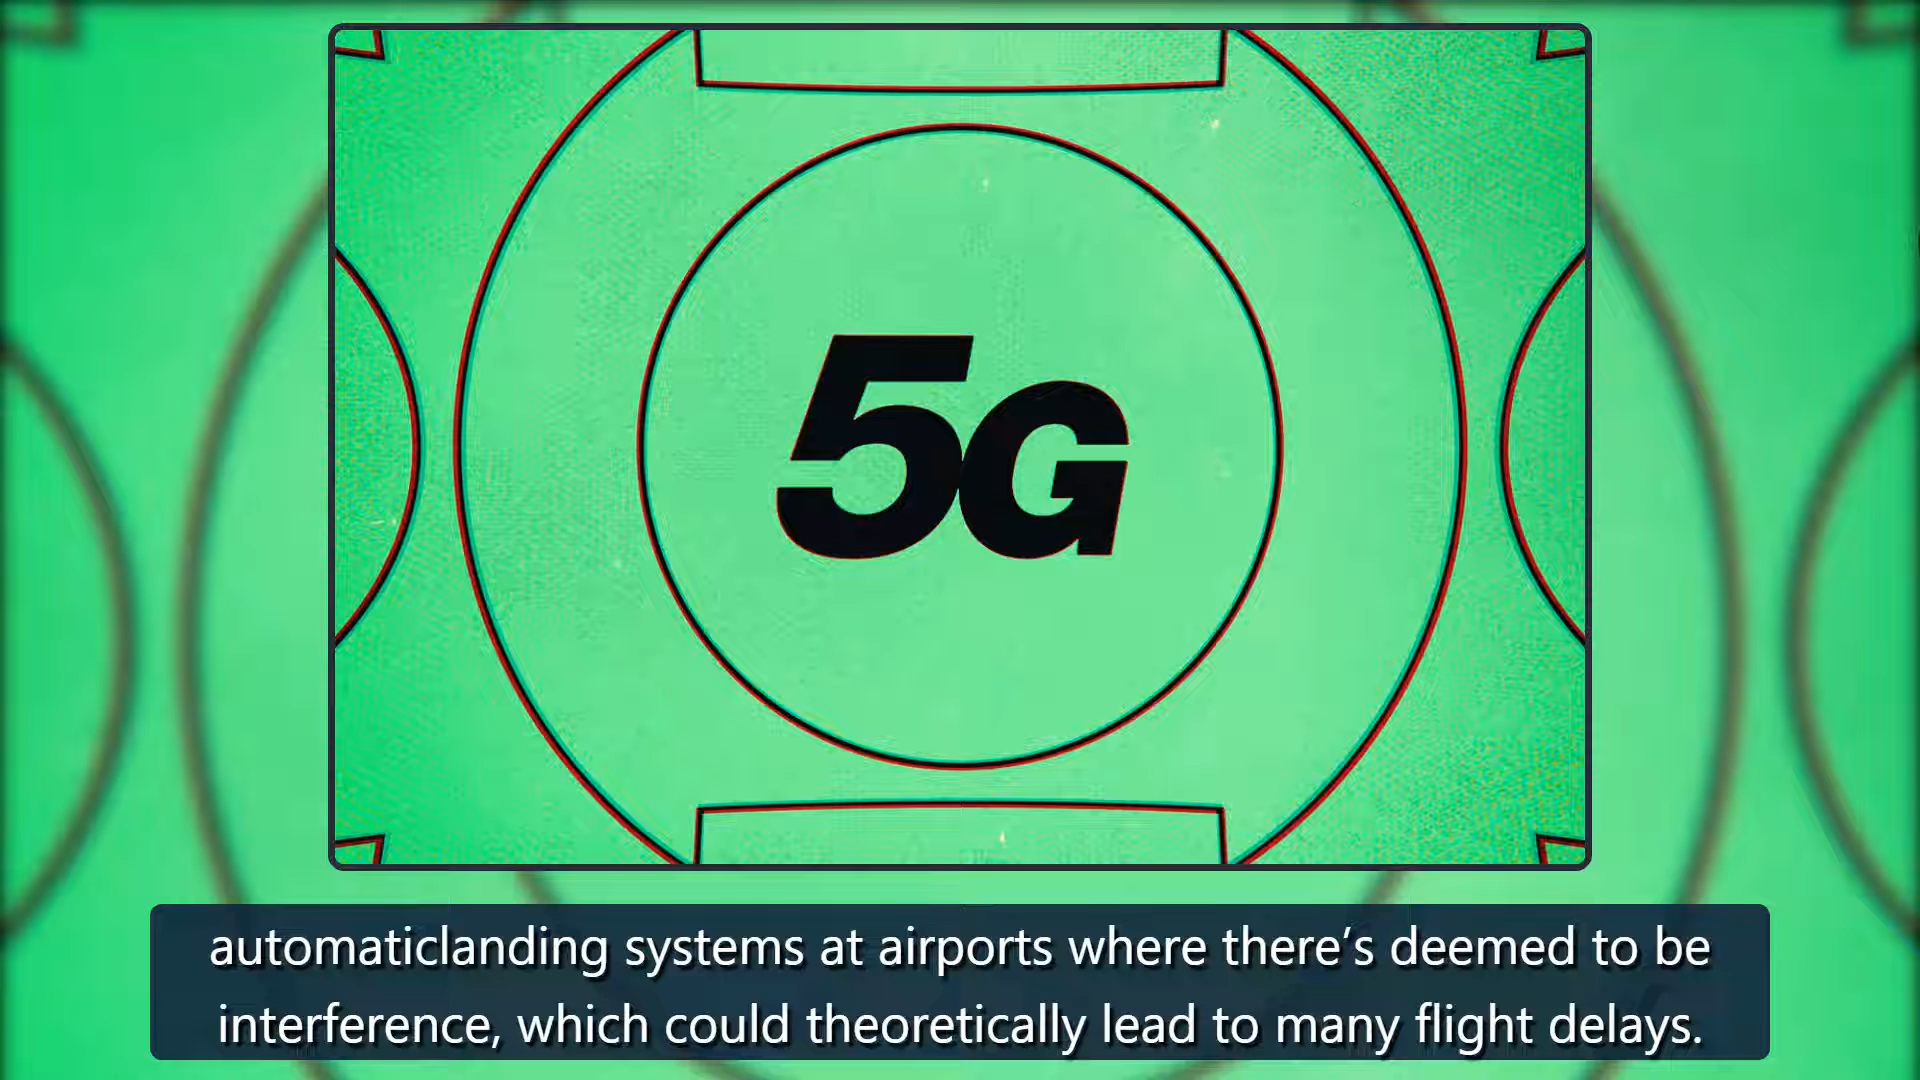 5G
automaticlanding systems at airports where there’s deemed to be
interference, which could theoretically lead to many flight delays.